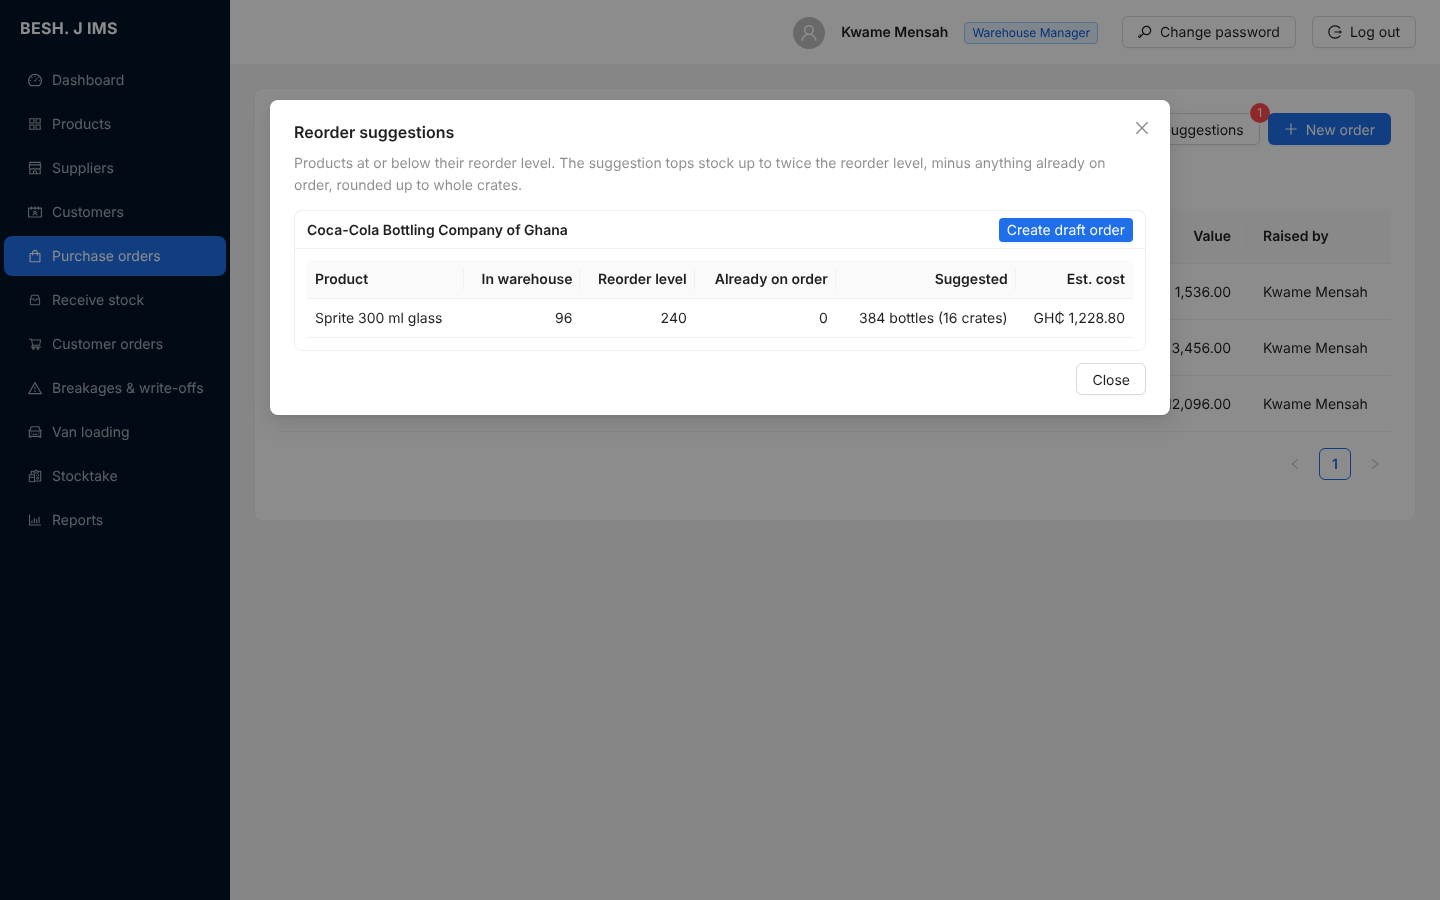 BESH. J IMS
Kwame Mensah
Warehouse Manager
Change password
Log out
Dashboard
Products
Suppliers
Customers
Purchase orders
Receive stock
Customer orders
Breakages & write-offs
Van loading
Stocktake
Reports
1
New order
Reorder suggestions
Products at or below their reorder level. The suggestion tops stock up to twice the reorder level, minus anything already on
order, rounded up to whole crates.
Coca-Cola Bottling Company of Ghana
Create draft order
Product In warehouse Reorder level Already on order Suggested Est. cost
Sprite 300 ml glass 96 240 0 384 bottles (16 crates) GH₵ 1,228.80
Close
Value Raised by
1,536.00 Kwame Mensah
3,456.00 Kwame Mensah
2,096.00 Kwame Mensah
1